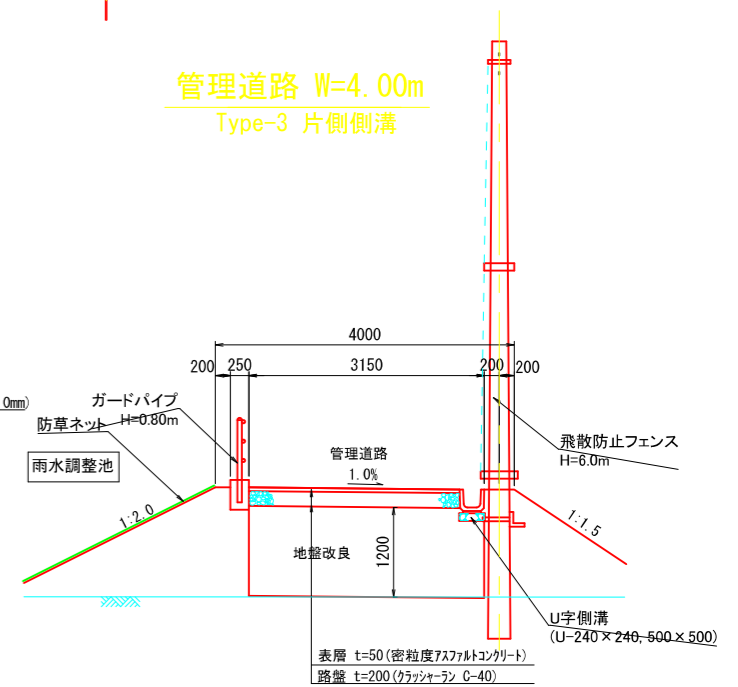 管理道路 W=4.00m
Type-3 片側側溝
4000
200 250 3150 200 200
0mm)
ガードパイプ
H=0.80m
防草ネット
雨水調整池
管理道路
1.0%
飛散防止フェンス
H=6.0m
1:2.0
1:1.5
地盤改良
1200
U字側溝
(U-240×240, 500×500)
表層 t=50(密粒度アスファルトコンクリート)
路盤 t=200(クラッシャーラン C-40)